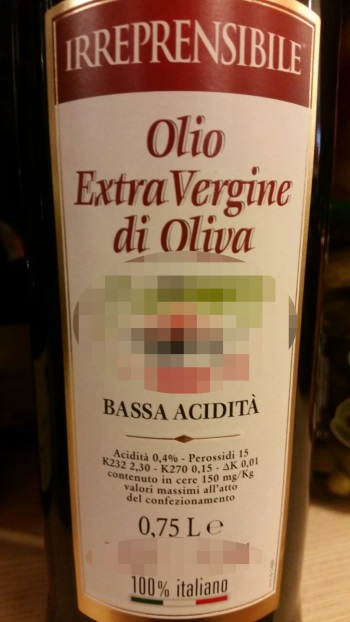 IRREPRENSIBILE
Olio
Extra Vergine
di Oliva
BASSA ACIDITÀ
Acidità 0,4% - Perossidi 15
K232 2,30 - K270 0,15 - ΔK 0,01
contenuto in cere 150 mg/Kg
valori massimi all'atto
del confezionamento
0,75 L ℮
100% italiano